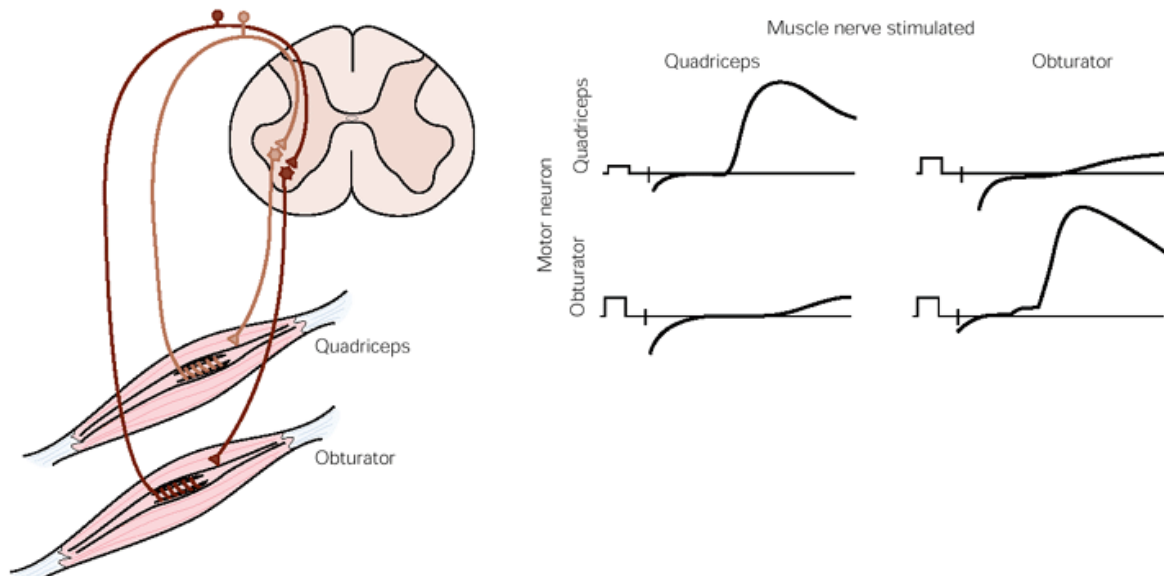 Muscle nerve stimulated
Quadriceps
Obturator
Motor neuron
Quadriceps
Obturator
Quadriceps
Obturator